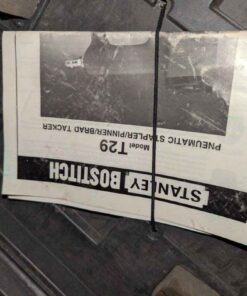 STANLEY BOSTITCH
Model T29
PNEUMATIC STAPLER/PINNER/BRAD TACKER